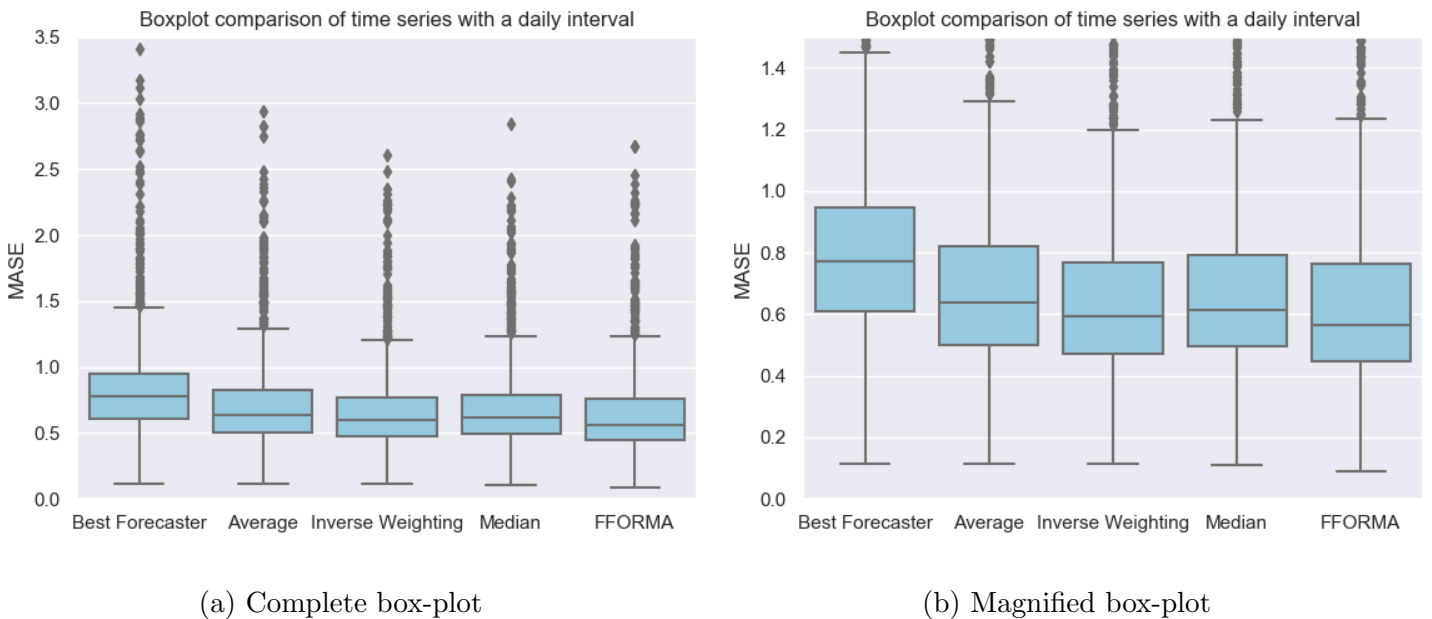 Boxplot comparison of time series with a daily interval
MASE
3.5
3.0
2.5
2.0
1.5
1.0
0.5
0.0
Best Forecaster Average Inverse Weighting Median FFORMA
(a) Complete box-plot
Boxplot comparison of time series with a daily interval
MASE
1.4
1.2
1.0
0.8
0.6
0.4
0.2
0.0
Best Forecaster Average Inverse Weighting Median FFORMA
(b) Magnified box-plot